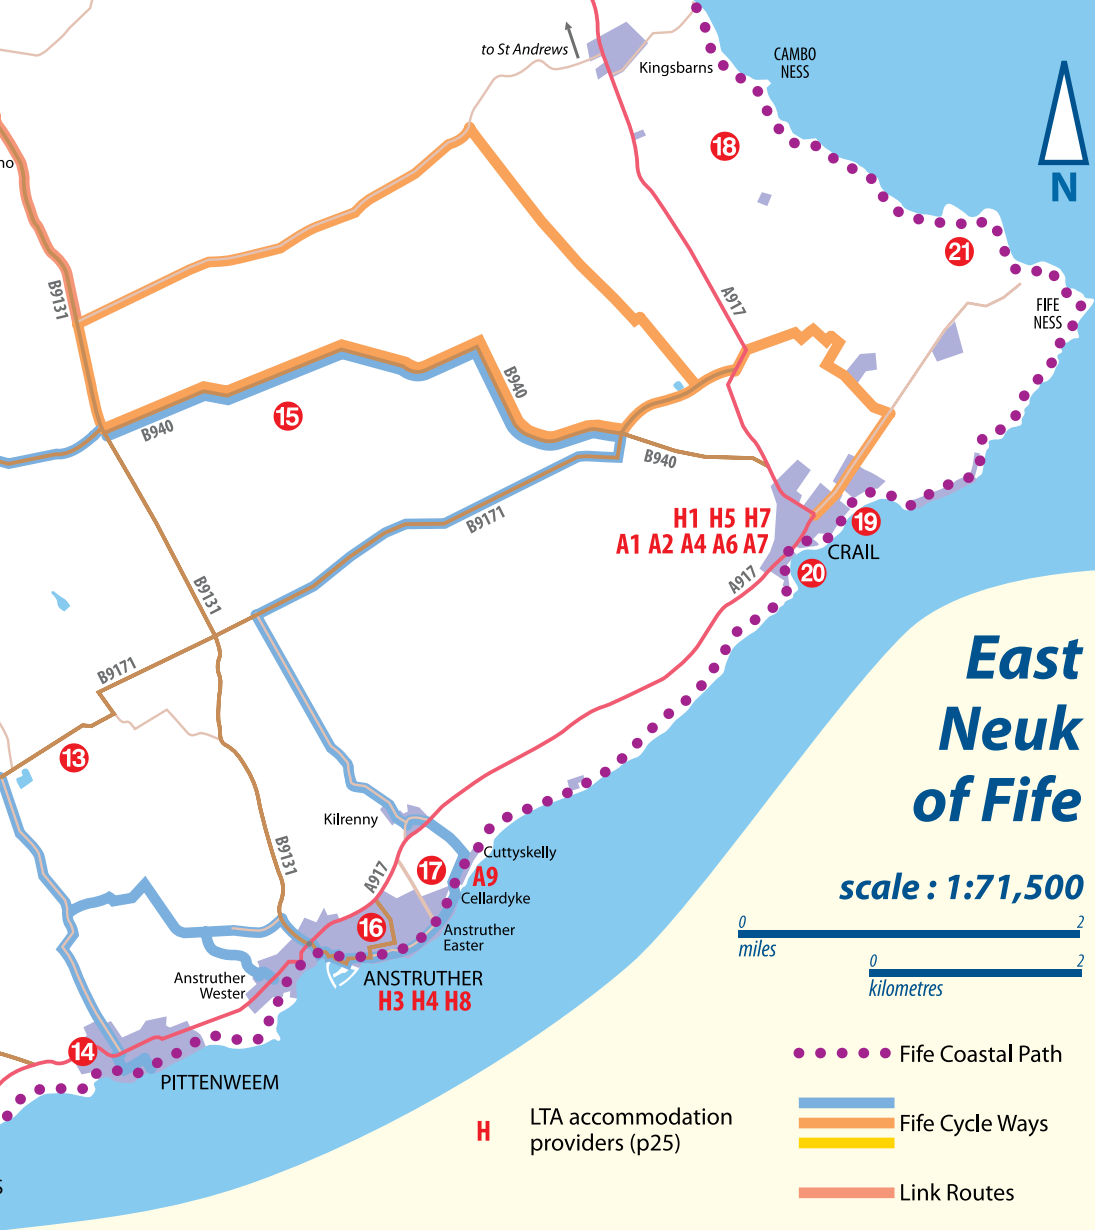 to St Andrews
Kingsbarns
CAMBO
NESS
N
18
21
B9131
A917
FIFE
NESS
B940
15
B940
B940
B9171
H1 H5 H7
A1 A2 A4 A6 A7
19
CRAIL
20
A917
B9131
B9171
East
Neuk
of Fife
13
Kilrenny
B9131
A917
17
Cuttyskelly
A9
Cellardyke
scale : 1:71,500
0 2
miles
16
Anstruther
Easter
0 2
kilometres
Anstruther
Wester
ANSTRUTHER
H3 H4 H8
14
PITTENWEEM
Fife Coastal Path
H
LTA accommodation
providers (p25)
Fife Cycle Ways
Link Routes